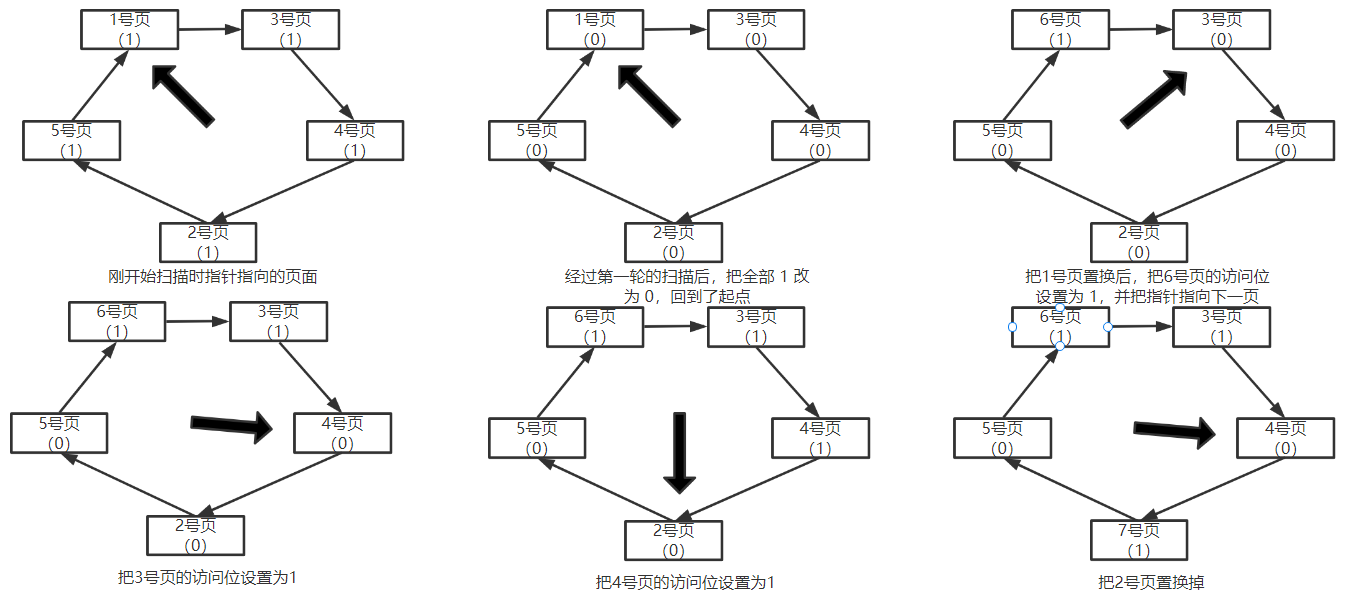 1号页
（1）
3号页
（1）
5号页
（1）
4号页
（1）
2号页
（1）
刚开始扫描时指针指向的页面
1号页
（0）
3号页
（0）
5号页
（0）
4号页
（0）
2号页
（0）
经过第一轮的扫描后，把全部 1 改
为 0，回到了起点
6号页
（1）
3号页
（0）
5号页
（0）
4号页
（0）
2号页
（0）
把1号页置换后，把6号页的访问位
设置为 1，并把指针指向下一页
6号页
（1）
3号页
（1）
5号页
（0）
4号页
（0）
2号页
（0）
把3号页的访问位设置为1
6号页
（1）
3号页
（1）
5号页
（0）
4号页
（1）
2号页
（0）
把4号页的访问位设置为1
6号页
（1）
3号页
（1）
5号页
（0）
4号页
（0）
7号页
（1）
把2号页置换掉